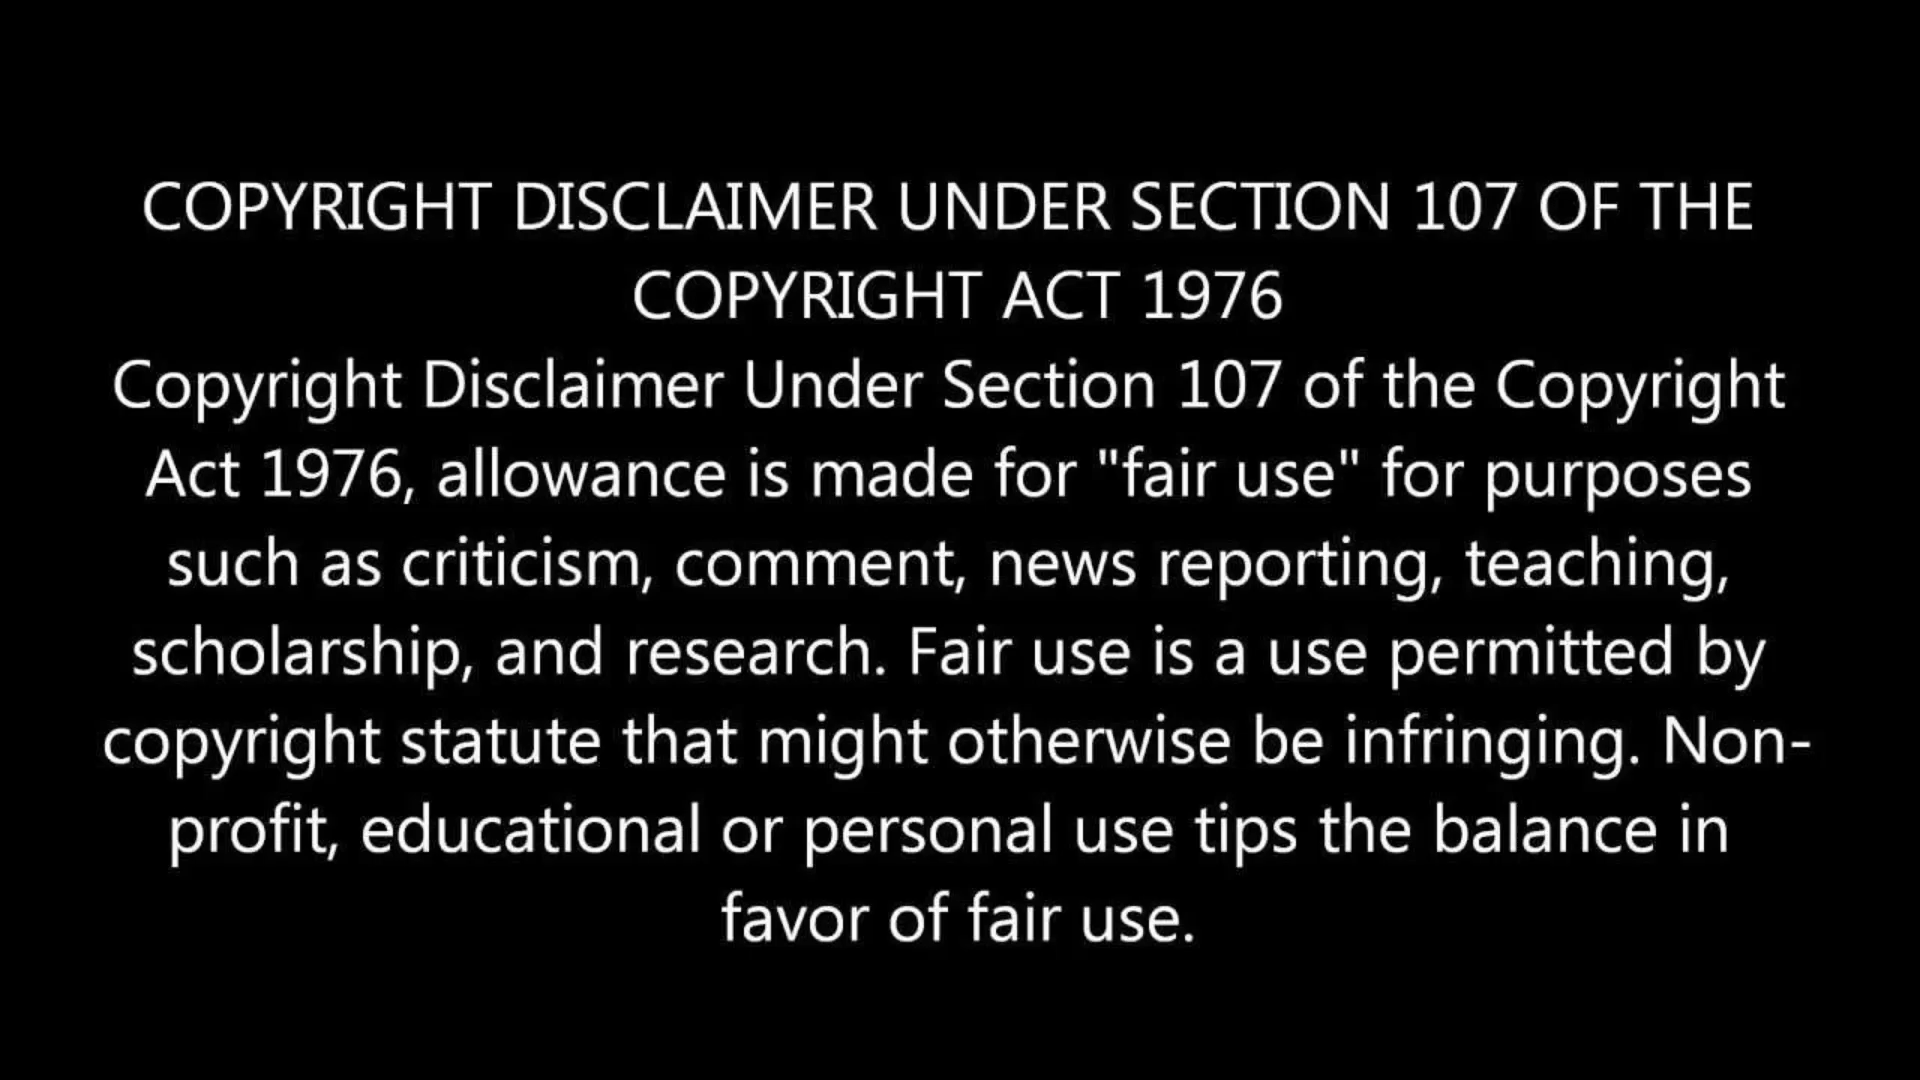 COPYRIGHT DISCLAIMER UNDER SECTION 107 OF THE
COPYRIGHT ACT 1976
Copyright Disclaimer Under Section 107 of the Copyright
Act 1976, allowance is made for "fair use" for purposes
such as criticism, comment, news reporting, teaching,
scholarship, and research. Fair use is a use permitted by
copyright statute that might otherwise be infringing. Non-
profit, educational or personal use tips the balance in
favor of fair use.